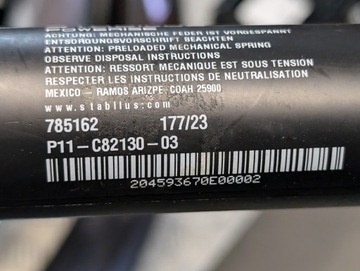 POWERISE
ACHTUNG: MECHANISCHE FEDER IST VORGESPANNT
ENTSORGUNGSVORSCHRIFT BEACHTEN
ATTENTION: PRELOADED MECHANICAL SPRING
OBSERVE DISPOSAL INSTRUCTIONS
ATTENTION: RESSORT MECANIQUE EST SOUS TENSION
RESPECTER LES INSTRUCTIONS DE NEUTRALISATION
MEXICO - RAMOS ARIZPE, COAH 25900
www.stabilus.com
785162 177/23
P11-C82130-03
204593670E00002